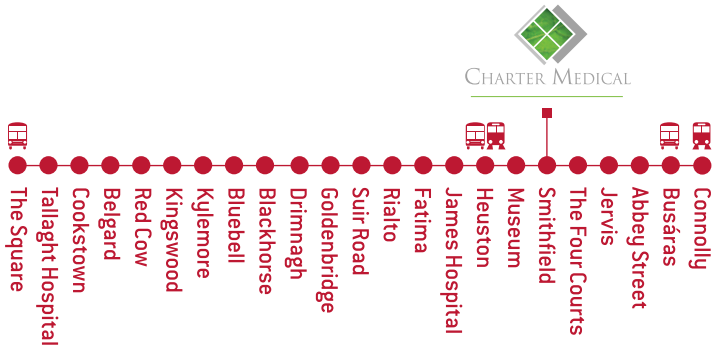 CHARTER MEDICAL
The Square
Tallaght Hospital
Cookstown
Belgard
Red Cow
Kingswood
Kylemore
Bluebell
Blackhorse
Drimnagh
Goldenbridge
Suir Road
Rialto
Fatima
James Hospital
Heuston
Museum
Smithfield
The Four Courts
Jervis
Abbey Street
Busáras
Connolly